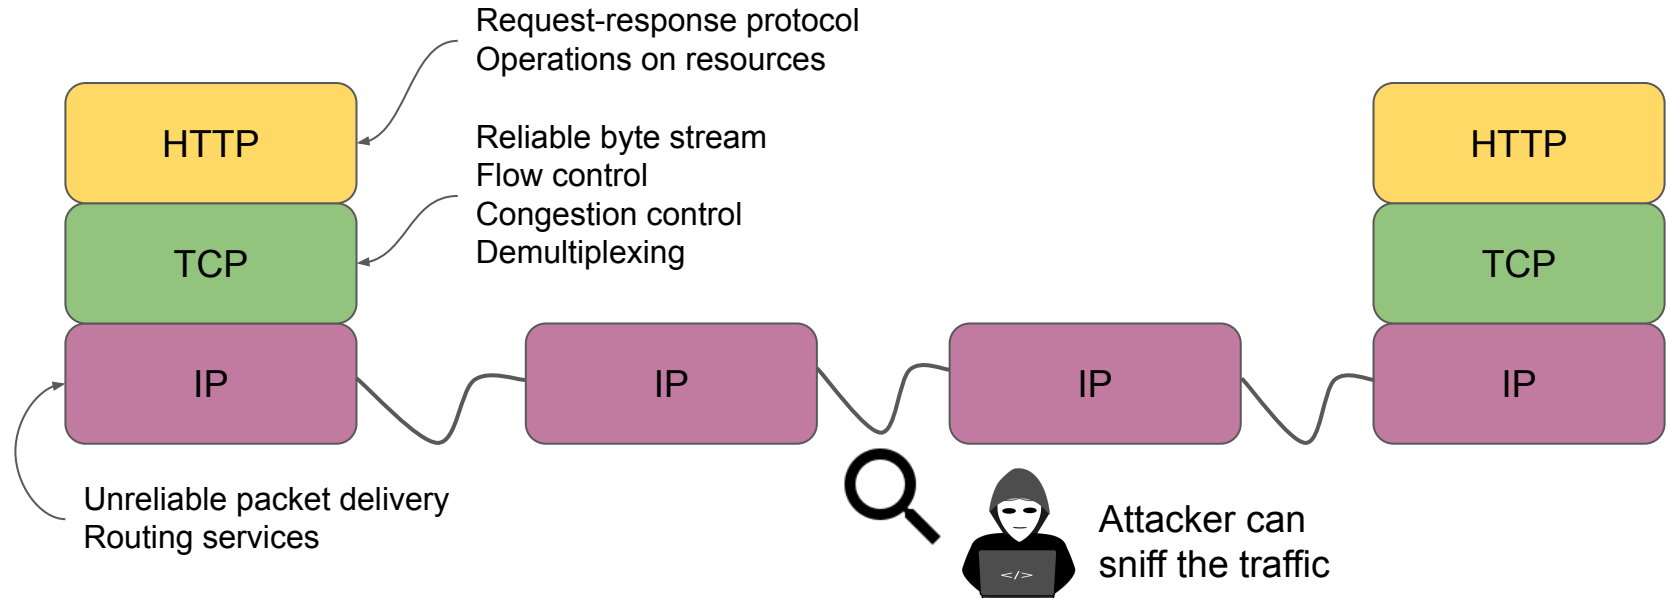 Request-response protocol
Operations on resources
HTTP
HTTP
Reliable byte stream
Flow control
Congestion control
Demultiplexing
TCP
TCP
IP
IP
IP
IP
Unreliable packet delivery
Routing services
Attacker can
sniff the traffic
</>